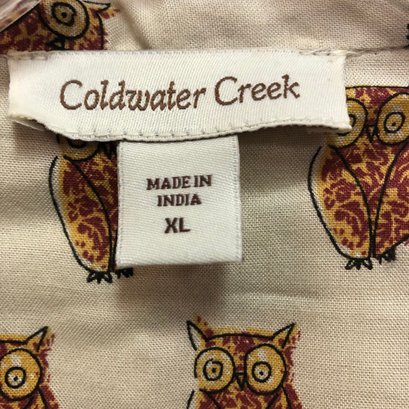 Coldwater Creek
MADE IN
INDIA
XL